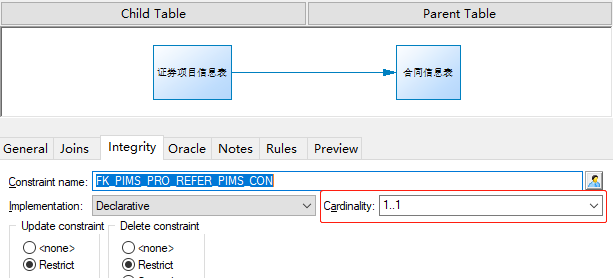 Child Table Parent Table
证券项目信息表 合同信息表
General Joins Integrity Oracle Notes Rules Preview
Constraint name: FK_PIMS_PRO_REFER_PIMS_CON
Implementation: Declarative Cardinality: 1..1
Update constraint Delete constraint
<none> <none>
Restrict Restrict